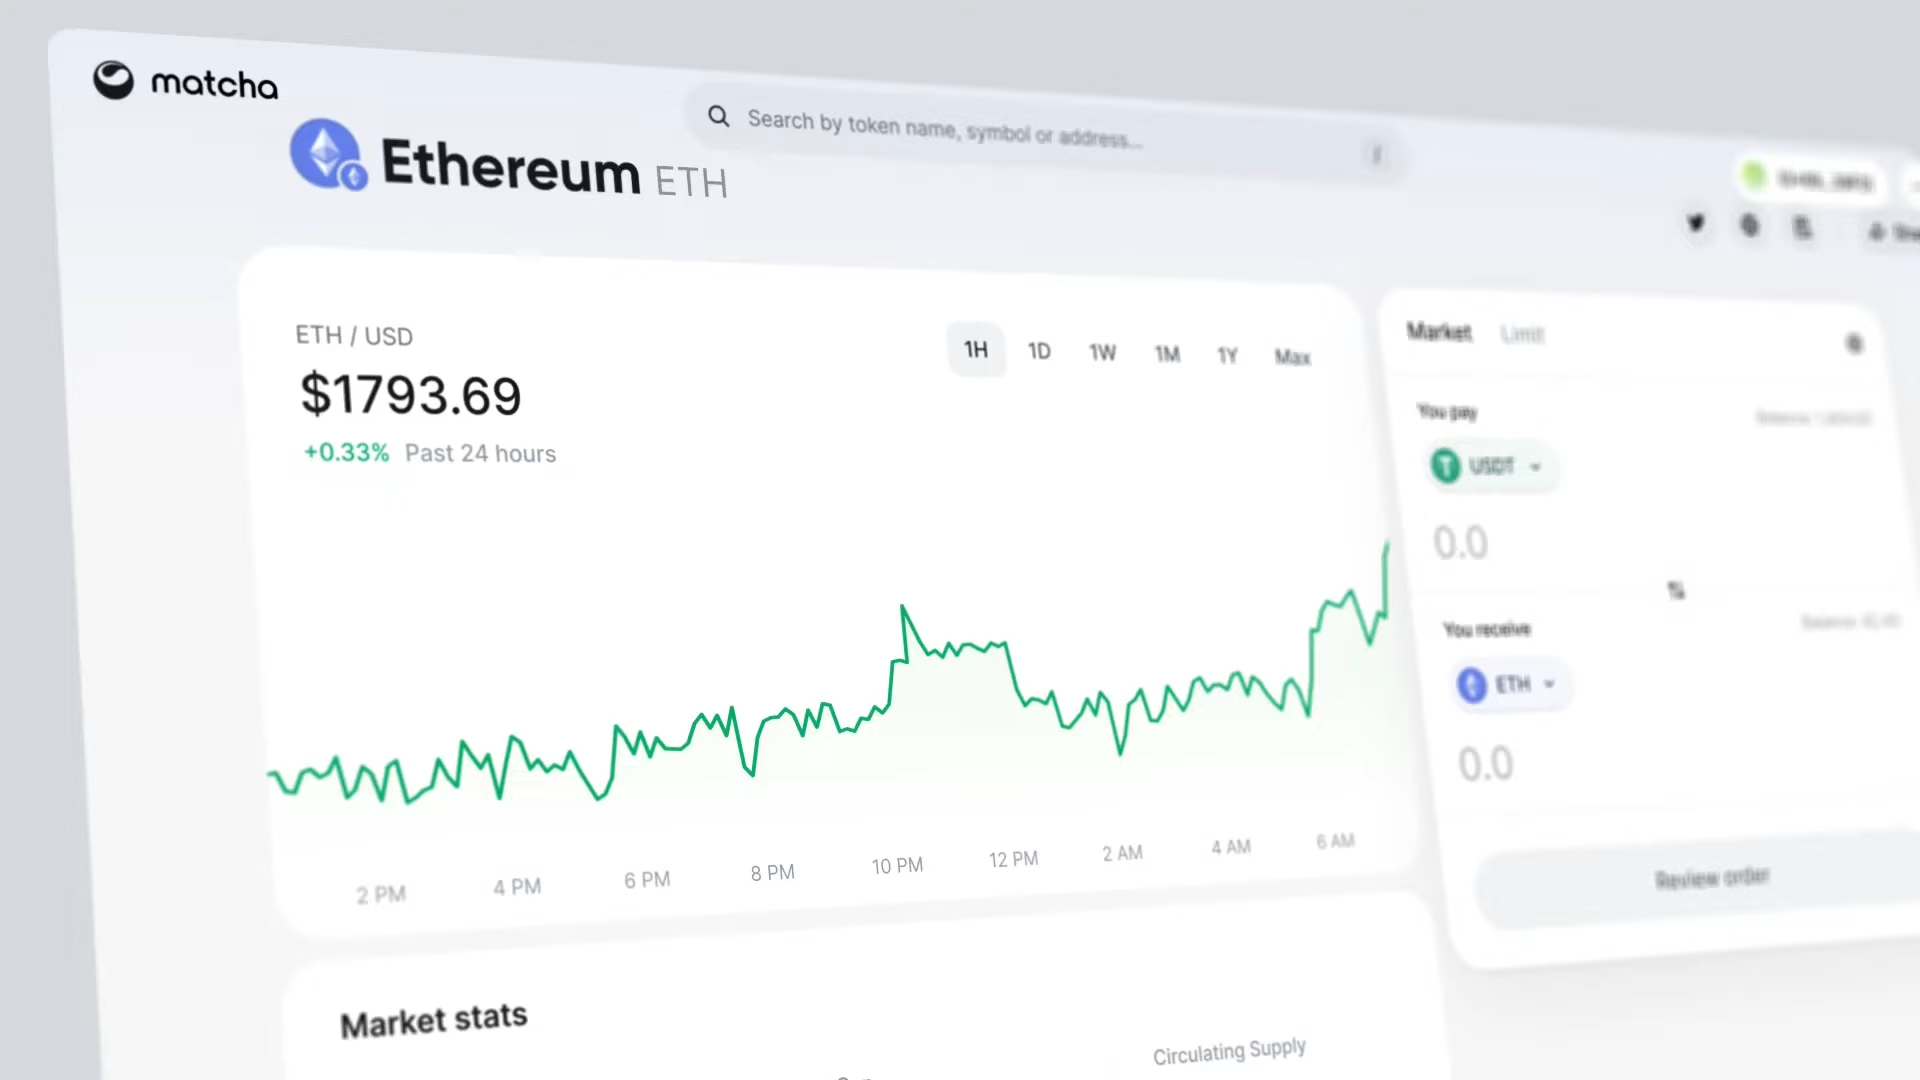 matcha
Search by token name, symbol or address...
/
Ethereum ETH
ETH / USD
$1793.69
+0.33% Past 24 hours
1H 1D 1W 1M 1Y Max
2 PM 4 PM 6 PM 8 PM 10 PM 12 PM 2 AM 4 AM 6 AM
Market Limit
You pay
USDT
0.0
You receive
ETH
0.0
Review order
Market stats
Circulating Supply